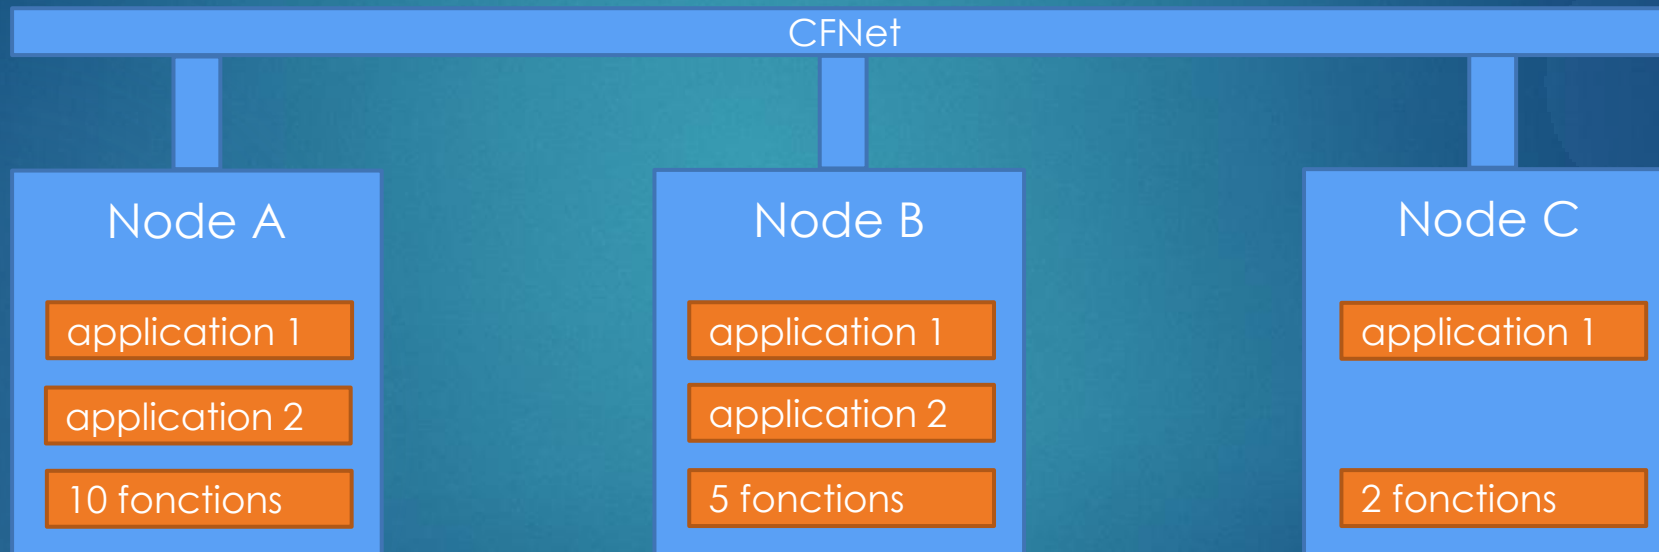 CFNet
Node A
application 1
application 2
10 fonctions
Node B
application 1
application 2
5 fonctions
Node C
application 1
2 fonctions